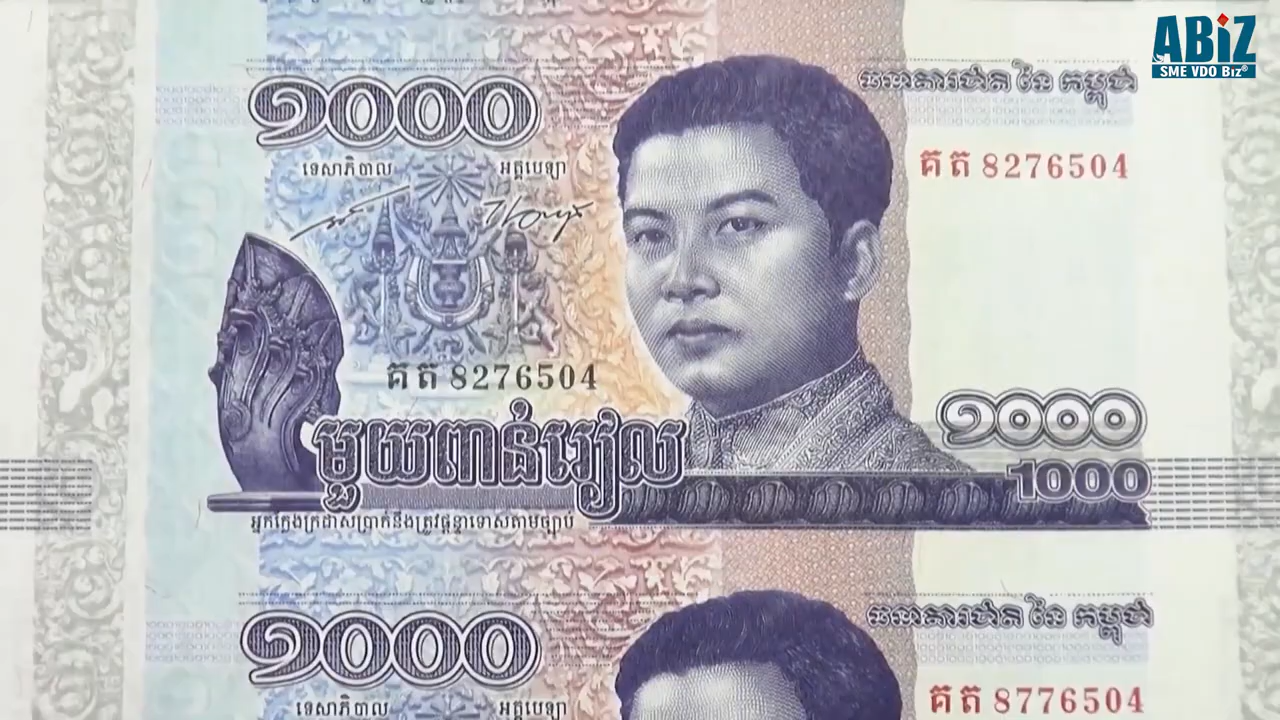 ABiZ
SME VDO Biz®
១០០០
ធនាគារជាតិ នៃ កម្ពុជា
ទេសាភិបាល
អគ្គបេឡា
គត 8276504
គត 8276504
មួយពាន់រៀល
១០០០
1000
អ្នកក្លែងក្រដាសប្រាក់នឹងត្រូវផ្តន្ទាទោសតាមច្បាប់
១០០០
ធនាគារជាតិ នៃ កម្ពុជា
ទេសាភិបាល
អគ្គបេឡា
គត 8776504